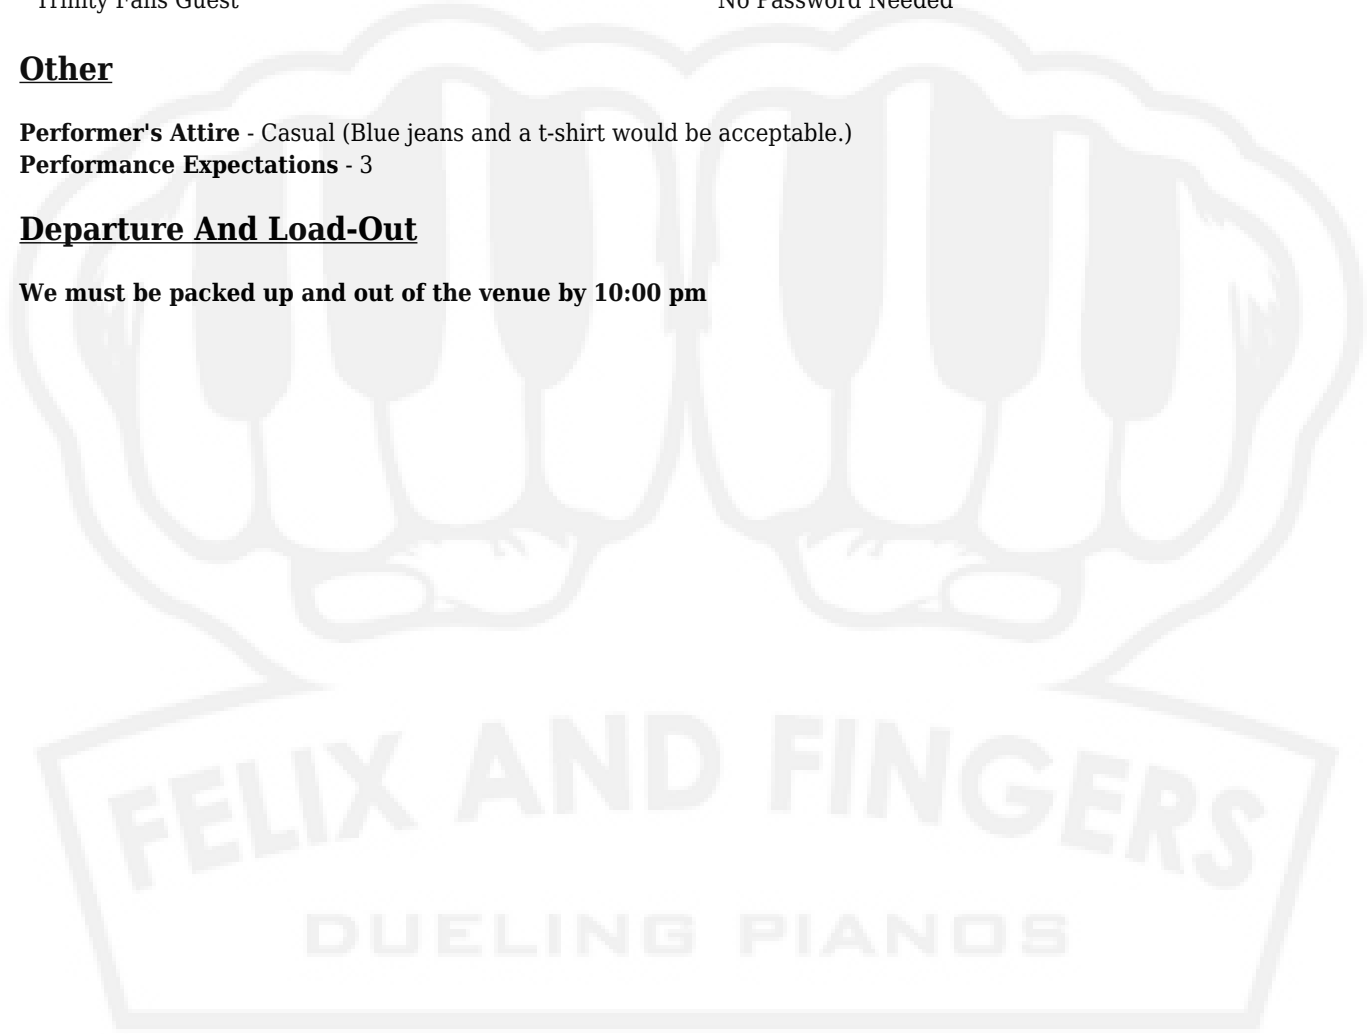 Trinity Falls Guest No Password Needed
Other
Performer's Attire - Casual (Blue jeans and a t-shirt would be acceptable.)
Performance Expectations - 3
Departure And Load-Out
We must be packed up and out of the venue by 10:00 pm
FELIX AND FINGERS
DUELING PIANOS